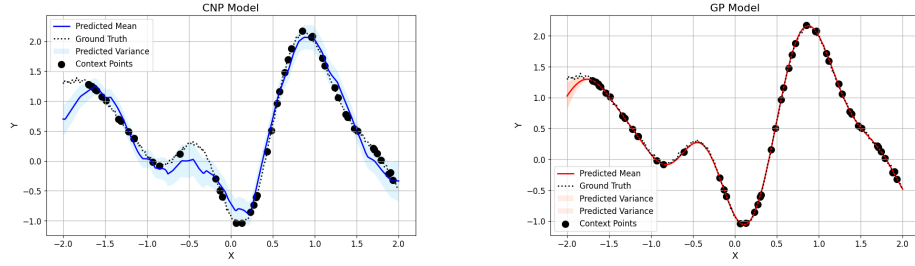 CNP Model
Predicted Mean
Ground Truth
Predicted Variance
Context Points
Y
2.0
1.5
1.0
0.5
0.0
−0.5
−1.0
−2.0 −1.5 −1.0 −0.5 0.0 0.5 1.0 1.5 2.0
X
GP Model
Y
2.0
1.5
1.0
0.5
0.0
−0.5
−1.0
Predicted Mean
Ground Truth
Predicted Variance
Predicted Variance
Context Points
−2.0 −1.5 −1.0 −0.5 0.0 0.5 1.0 1.5 2.0
X